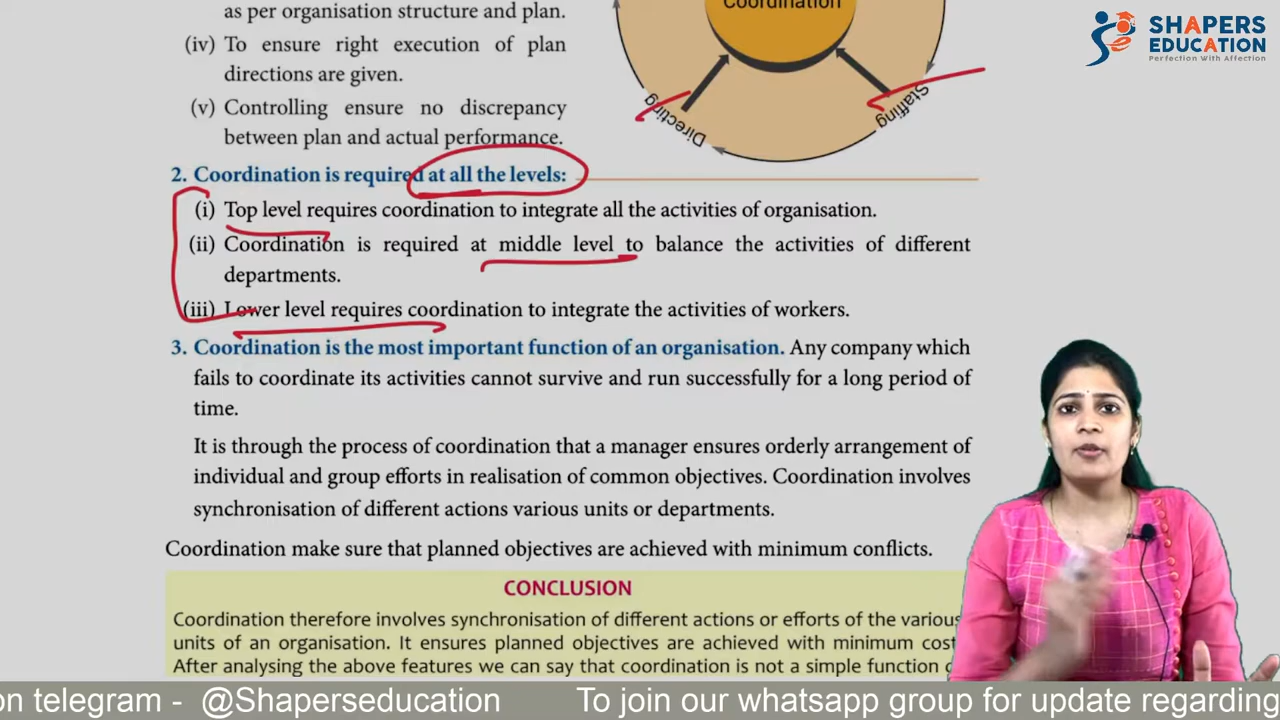 as per organisation structure and plan.
(iv) To ensure right execution of plan
directions are given.
(v) Controlling ensure no discrepancy
between plan and actual performance.
Coordination
Directing
Staffing
SHAPERS
EDUCATION
Perfection With Affection
2. Coordination is required at all the levels:
(i) Top level requires coordination to integrate all the activities of organisation.
(ii) Coordination is required at middle level to balance the activities of different
departments.
(iii) Lower level requires coordination to integrate the activities of workers.
3. Coordination is the most important function of an organisation. Any company which
fails to coordinate its activities cannot survive and run successfully for a long period of
time.
It is through the process of coordination that a manager ensures orderly arrangement of
individual and group efforts in realisation of common objectives. Coordination involves
synchronisation of different actions various units or departments.
Coordination make sure that planned objectives are achieved with minimum conflicts.
CONCLUSION
Coordination therefore involves synchronisation of different actions or efforts of the various
units of an organisation. It ensures planned objectives are achieved with minimum cost
After analysing the above features we can say that coordination is not a simple function
on telegram - @Shaperseducation To join our whatsapp group for update regarding